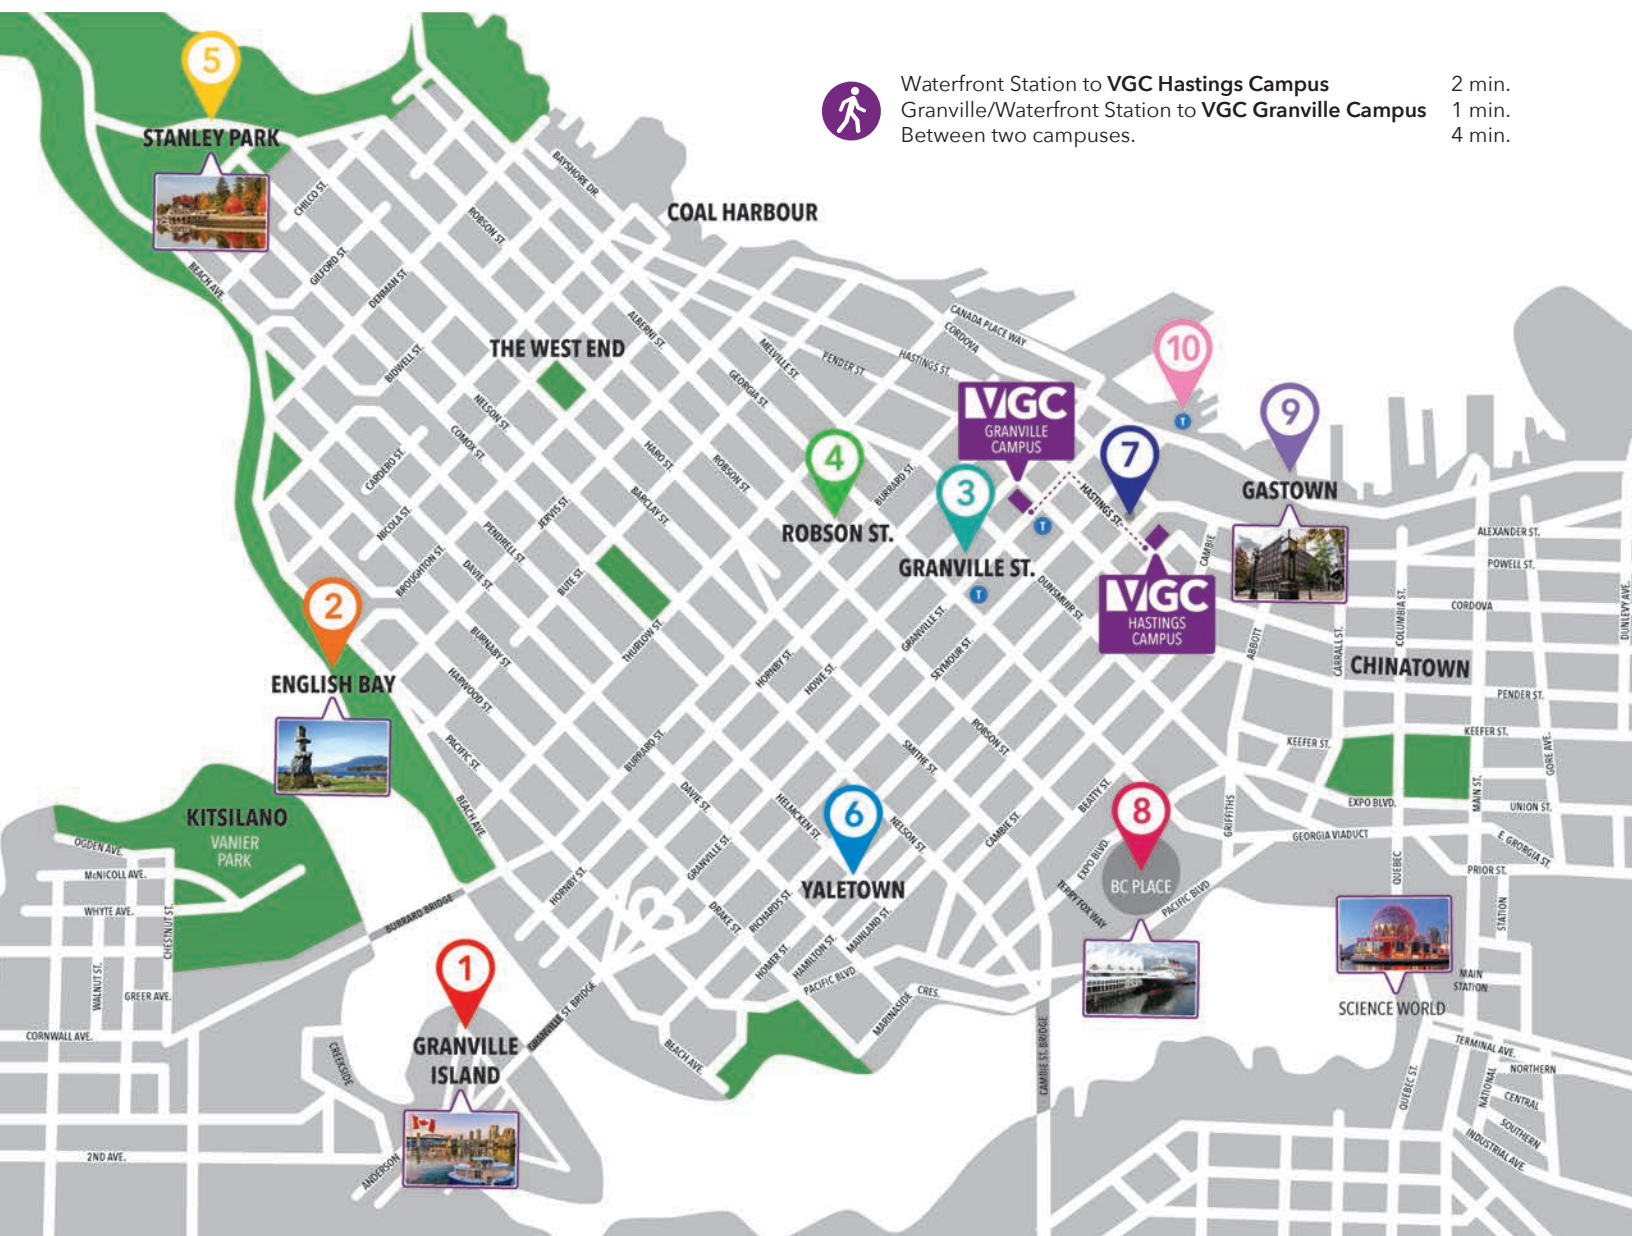 Waterfront Station to VGC Hastings Campus 2 min.
Granville/Waterfront Station to VGC Granville Campus 1 min.
Between two campuses. 4 min.
5
STANLEY PARK
CHILCO ST.
BAYSHORE DR.
ROBSON ST.
COAL HARBOUR
BEACH AVE.
GILFORD ST.
DENMAN ST.
ALBERNI ST.
CANADA PLACE WAY
CORDOVA
THE WEST END
BIDWELL ST.
MELVILLE ST.
PENDER ST.
HASTINGS ST.
GEORGIA ST.
10
T
NELSON ST.
COMOX ST.
CARDERO ST.
HARO ST.
ROBSON ST.
VGC
GRANVILLE
CAMPUS
4
ROBSON ST.
BURRARD ST.
3
GRANVILLE ST.
7
HASTINGS ST.
9
GASTOWN
T
T
NICOLA ST.
PENDRELL ST.
JERVIS ST.
BARCLAY ST.
BROUGHTON ST.
DAVIE ST.
BUTE ST.
DUNSMUIR ST.
VGC
HASTINGS
CAMPUS
CAMBIE
ALEXANDER ST.
POWELL ST.
CORDOVA
COLUMBIA ST.
DUNLEVY AVE.
2
ENGLISH BAY
BURNABY ST.
HARWOOD ST.
THURLOW ST.
HORNBY ST.
HOWE ST.
GRANVILLE ST.
SEYMOUR ST.
ABBOTT
CARRALL ST.
CHINATOWN
PENDER ST.
PACIFIC ST.
BURRARD ST.
SMITHE ST.
ROBSON ST.
KEEFER ST.
KEEFER ST.
GORE AVE.
BEACH AVE.
DAVIE ST.
HELMCKEN ST.
6
YALETOWN
NELSON ST.
CAMBIE ST.
BEATTY ST.
8
BC PLACE
GRIFFITHS
EXPO BLVD.
MAIN ST.
UNION ST.
GEORGIA VIADUCT
E. GEORGIA ST.
PRIOR ST.
QUEBEC
STATION
KITSILANO
VANIER
PARK
OGDEN AVE.
McNICOLL AVE.
WHYTE AVE.
CHESTNUT ST.
WALNUT ST.
GREER AVE.
CORNWALL AVE.
2ND AVE.
BURRARD BRIDGE
HORNBY ST.
GRANVILLE ST.
DRAKE ST.
RICHARDS ST.
HOMER ST.
HAMILTON ST.
MAINLAND ST.
PACIFIC BLVD
EXPO BLVD.
TERRY FOX WAY
PACIFIC BLVD
MARINASIDE CRES.
1
GRANVILLE
ISLAND
GRANVILLE ST. BRIDGE
CREEKSIDE
ANDERSON
BEACH AVE.
CAMBIE ST. BRIDGE
SCIENCE WORLD
MAIN
STATION
TERMINAL AVE.
QUEBEC ST.
NATIONAL
NORTHERN
CENTRAL
SOUTHERN
INDUSTRIAL AVE.